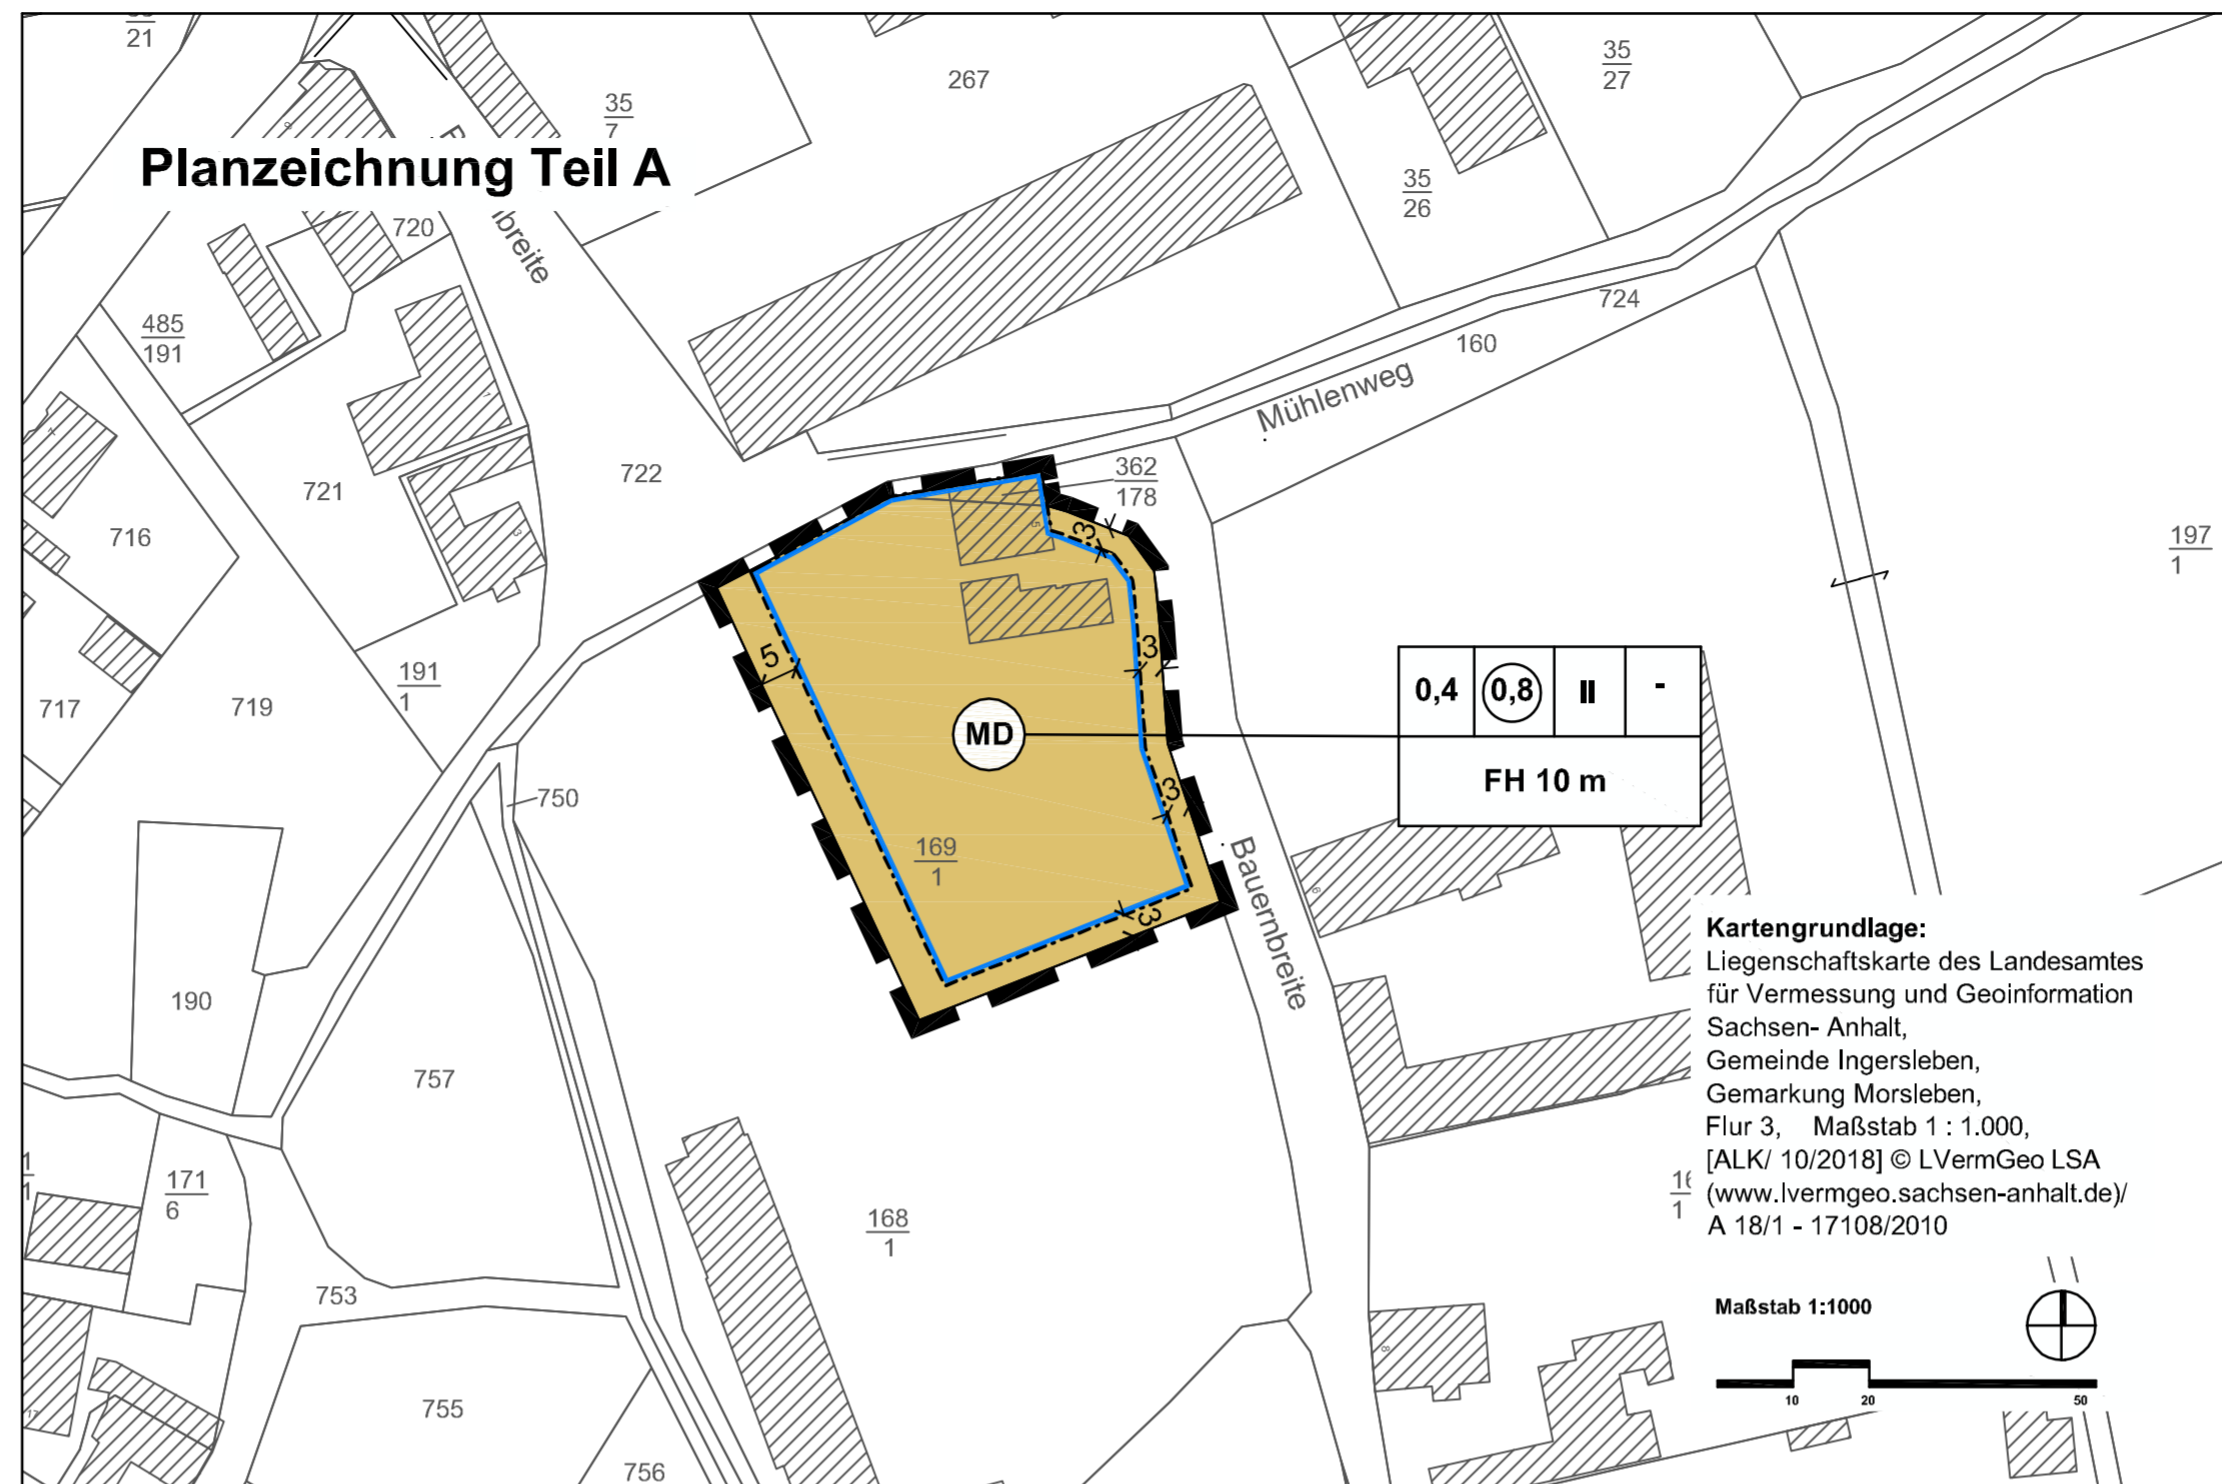 21
35
7
267
35
27
Planzeichnung Teil A
35
26
720
nbreite
485
191
724
160
Mühlenweg
722
721
362
178
716
197
1
5
3
3
191
1
717
719
MD
0,4 0,8 II -
FH 10 m
750
3
169
1
3
Bauernbreite
Kartengrundlage:
Liegenschaftskarte des Landesamtes
für Vermessung und Geoinformation
Sachsen- Anhalt,
Gemeinde Ingersleben,
Gemarkung Morsleben,
Flur 3, Maßstab 1 : 1.000,
[ALK/ 10/2018] © LVermGeo LSA
(www.lvermgeo.sachsen-anhalt.de)/
A 18/1 - 17108/2010
190
757
171
6
168
1
1
753
Maßstab 1:1000
10 20 50
755
756